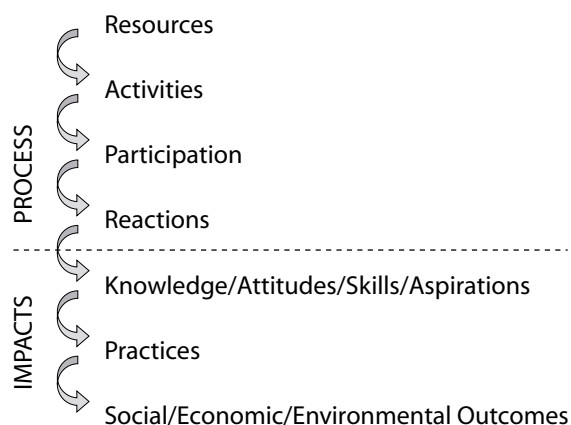 Resources
Activities
Participation
Reactions
PROCESS
Knowledge/Attitudes/Skills/Aspirations
Practices
Social/Economic/Environmental Outcomes
IMPACTS